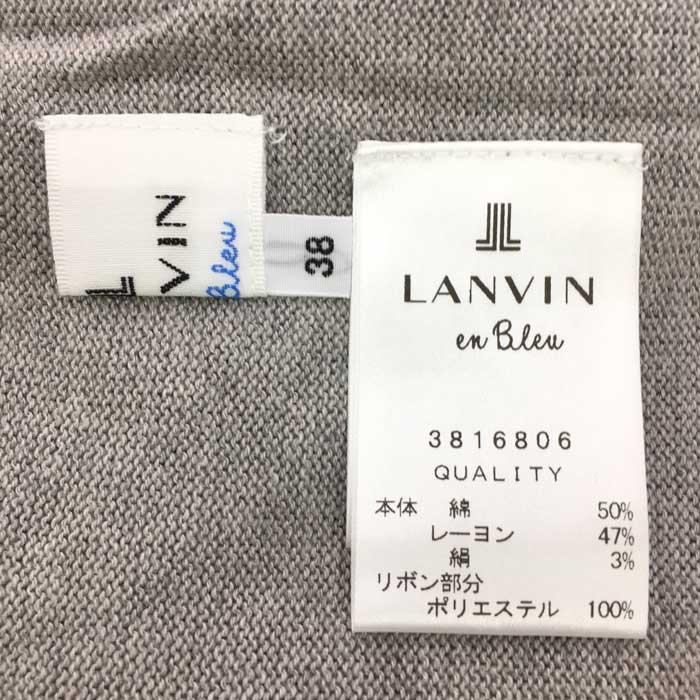 VIN
Bleu
38
LANVIN
en Bleu
3816806
QUALITY
本体 綿 50%
レーヨン 47%
絹 3%
リボン部分
ポリエステル 100%